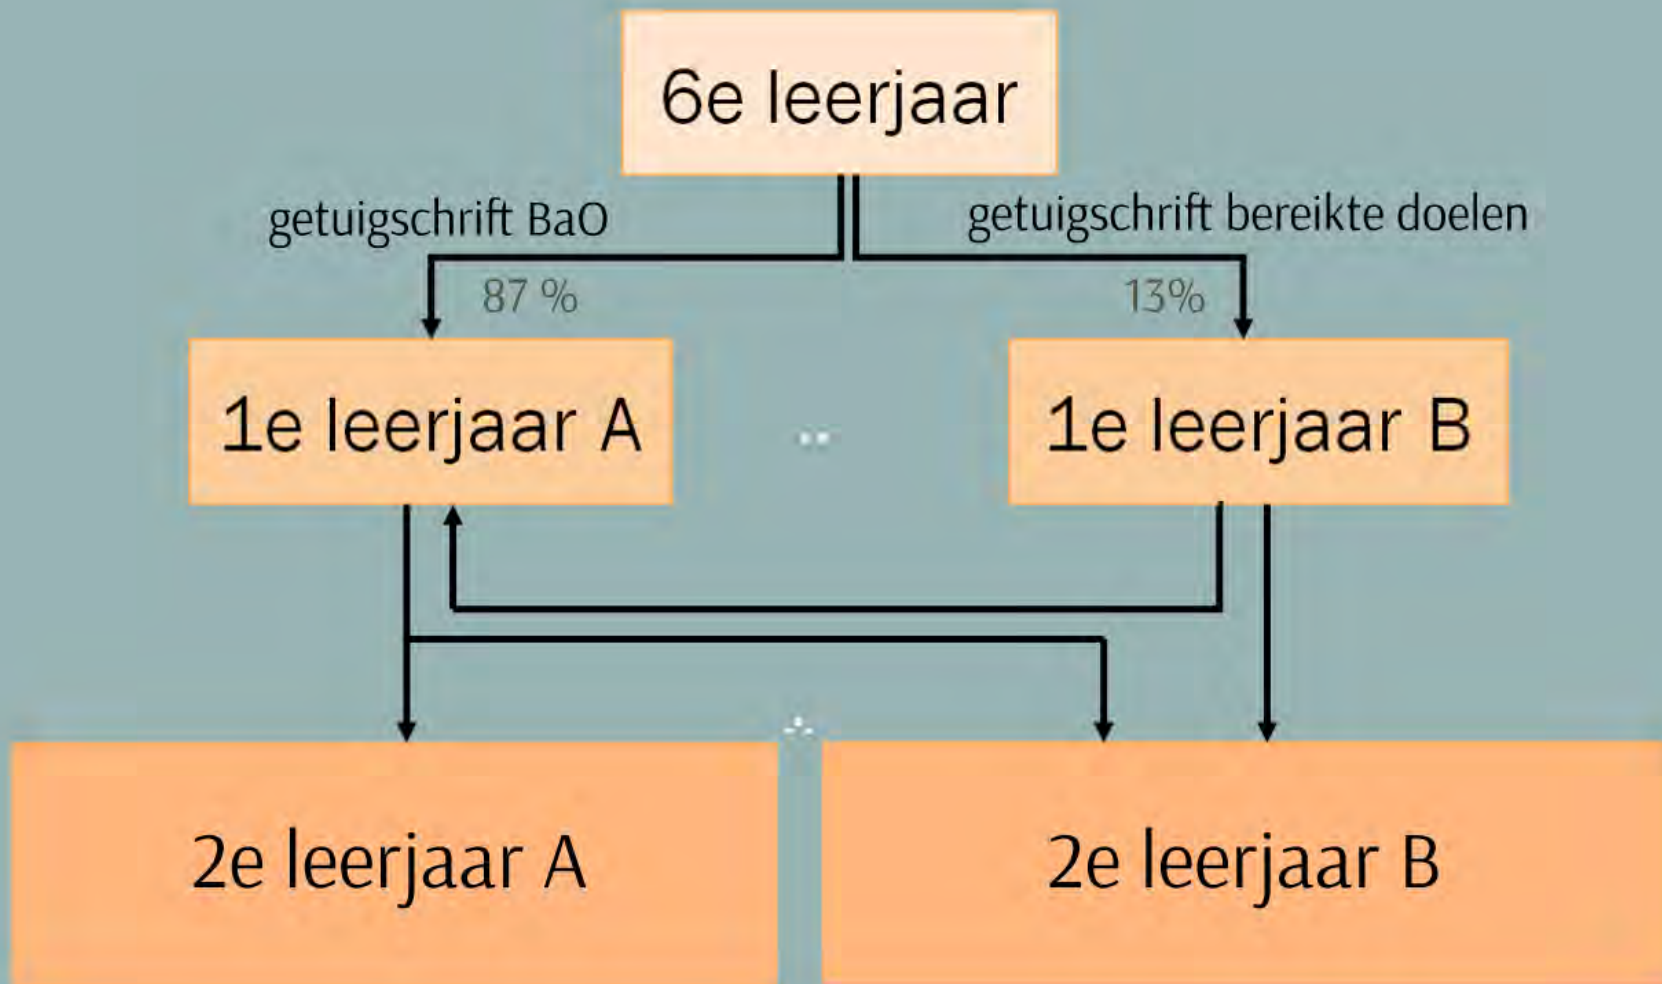 6e leerjaar
getuigschrift BaO
getuigschrift bereikte doelen
87 %
13%
1e leerjaar A
1e leerjaar B
2e leerjaar A
2e leerjaar B